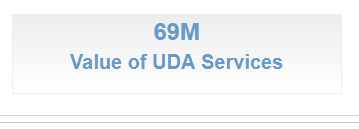 69M
Value of UDA Services